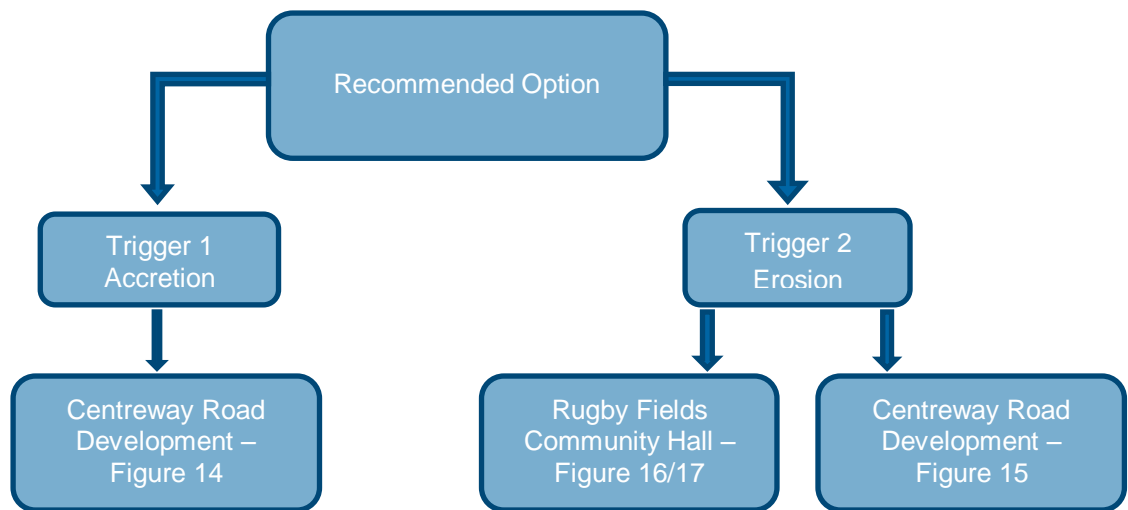 Recommended Option
Trigger 1
Accretion
Trigger 2
Erosion
Centreway Road
Development –
Figure 14
Rugby Fields
Community Hall –
Figure 16/17
Centreway Road
Development –
Figure 15